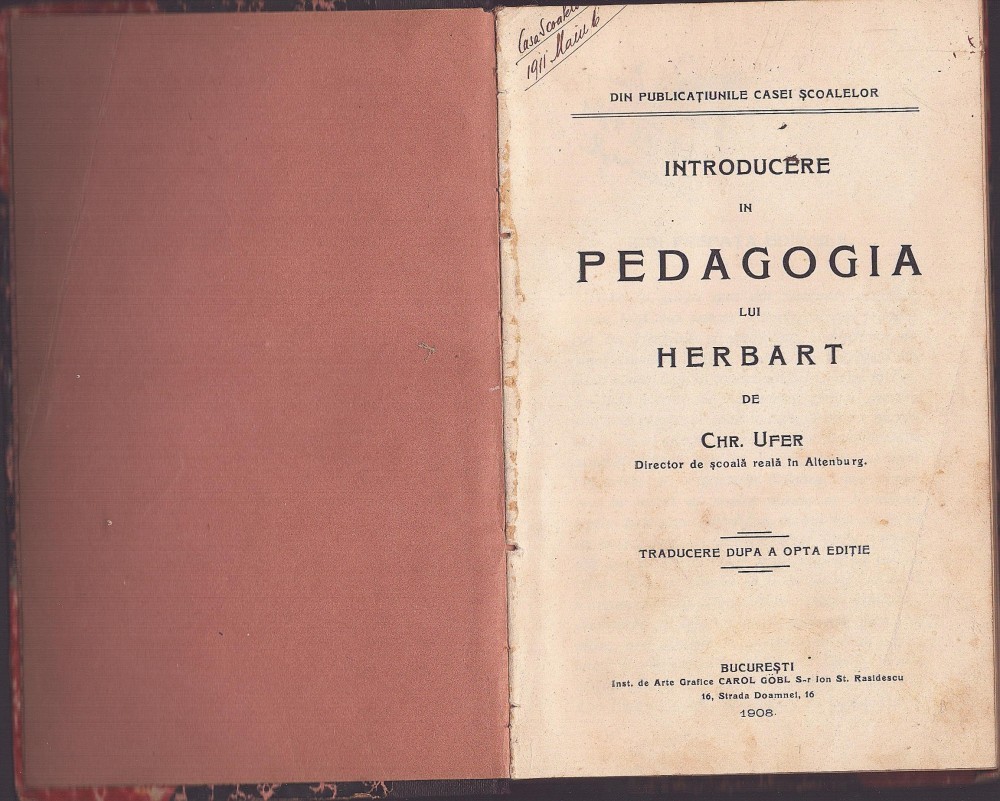 Casa Școalelor
1911 Maiu 6
DIN PUBLICAȚIUNILE CASEI ȘCOALELOR
INTRODUCERE
IN
PEDAGOGIA
LUI
HERBART
DE
CHR. UFER
Director de școală reală în Altenburg.
TRADUCERE DUPA A OPTA EDIȚIE
BUCUREȘTI
Inst. de Arte Grafice CAROL GÖBL S-r Ion St. Rasidescu
16, Strada Doamnei, 16
1908.